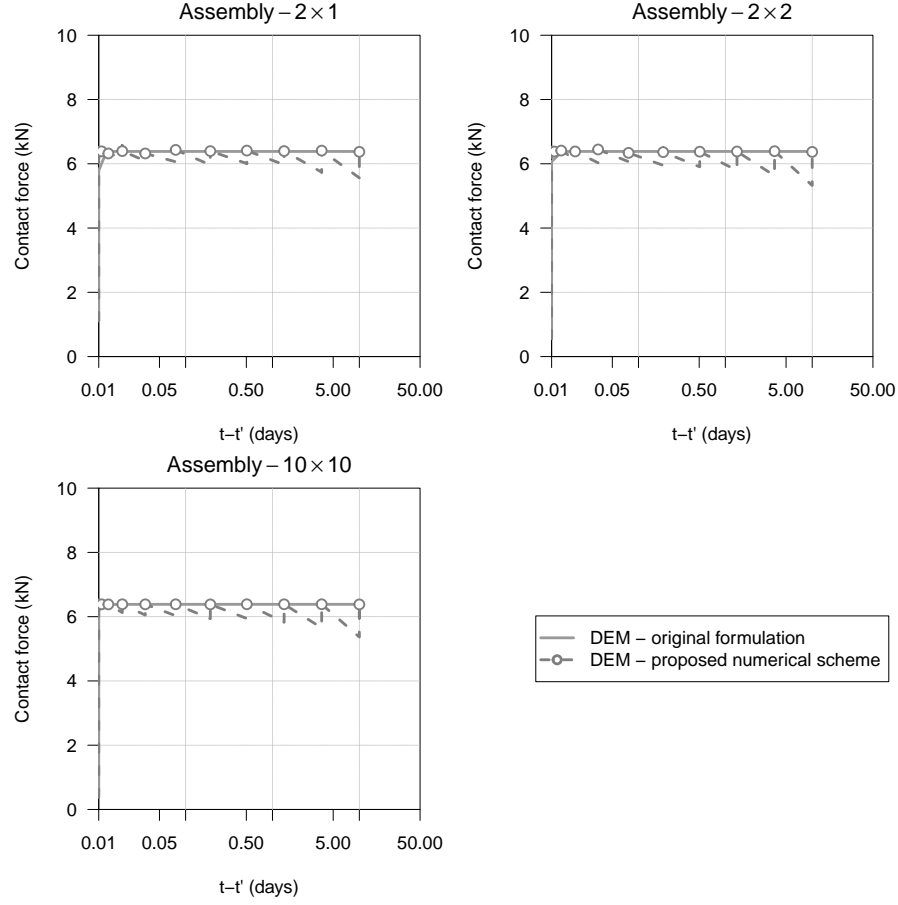 Assembly – 2 × 1
Contact force (kN)
10
8
6
4
2
0
0.01 0.05 0.50 5.00 50.00
t–t' (days)
Assembly – 2 × 2
Contact force (kN)
10
8
6
4
2
0
0.01 0.05 0.50 5.00 50.00
t–t' (days)
Assembly – 10 × 10
Contact force (kN)
10
8
6
4
2
0
0.01 0.05 0.50 5.00 50.00
t–t' (days)
DEM – original formulation
DEM – proposed numerical scheme